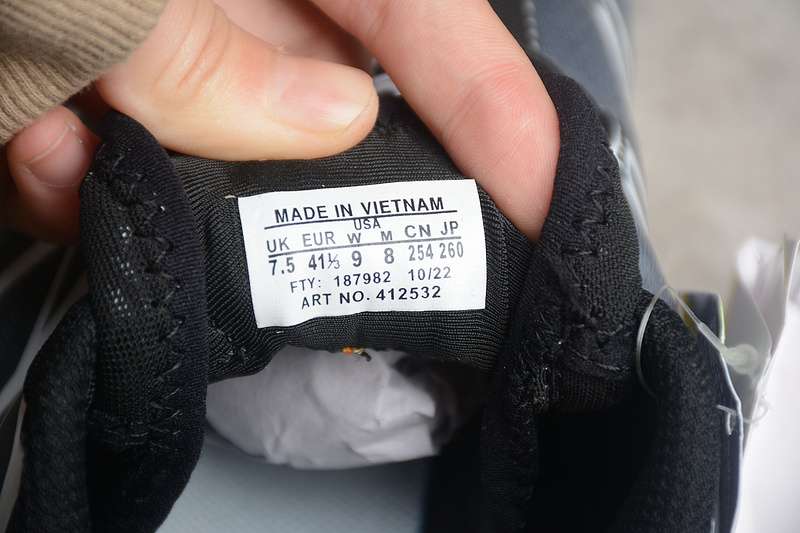 MADE IN VIETNAM
USA
UK EUR W M CN JP
7.5 41⅓ 9 8 254 260
FTY: 187982 10/22
ART NO. 412532